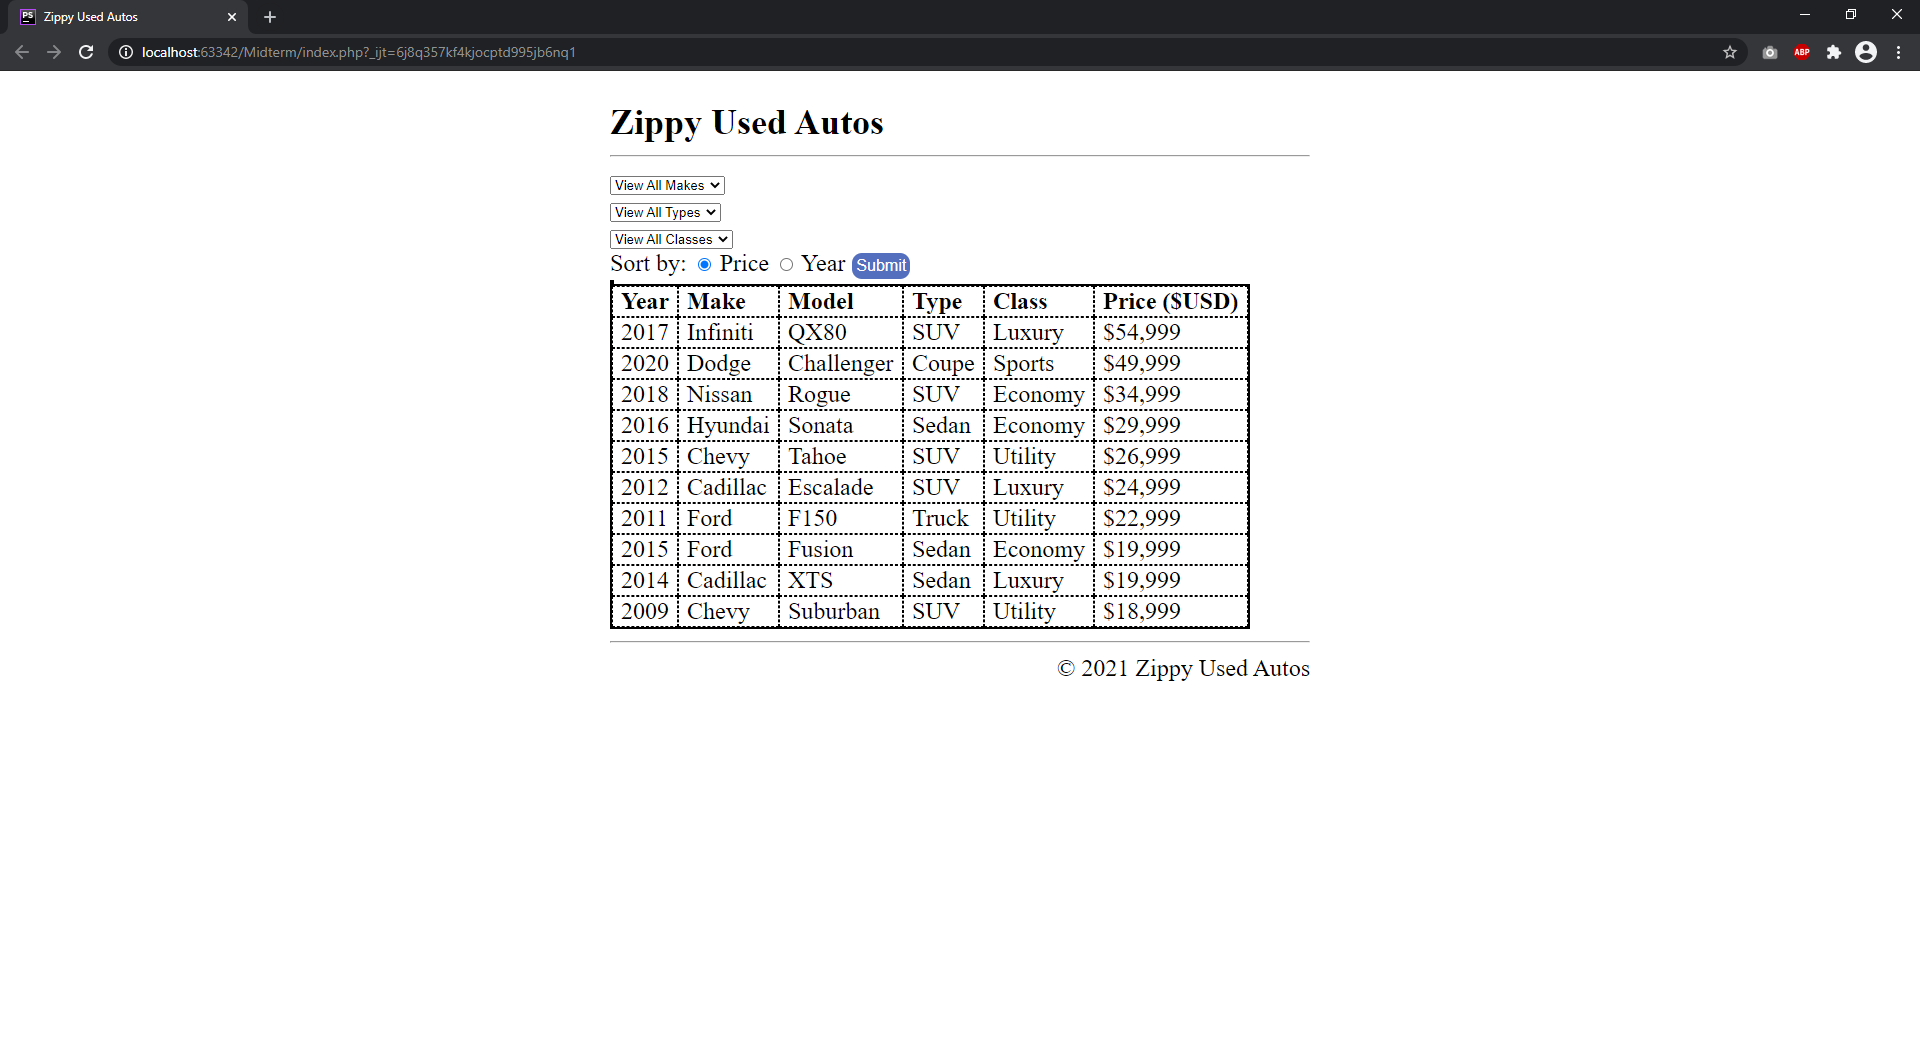 PS Zippy Used Autos
localhost:63342/Midterm/index.php?_ijt=6j8q357kf4kjocptd995jb6nq1
ABP
Zippy Used Autos
View All Makes
View All Types
View All Classes
Sort by: Price Year Submit
Year Make Model Type Class Price ($USD)
2017 Infiniti QX80 SUV Luxury $54,999
2020 Dodge Challenger Coupe Sports $49,999
2018 Nissan Rogue SUV Economy $34,999
2016 Hyundai Sonata Sedan Economy $29,999
2015 Chevy Tahoe SUV Utility $26,999
2012 Cadillac Escalade SUV Luxury $24,999
2011 Ford F150 Truck Utility $22,999
2015 Ford Fusion Sedan Economy $19,999
2014 Cadillac XTS Sedan Luxury $19,999
2009 Chevy Suburban SUV Utility $18,999
© 2021 Zippy Used Autos